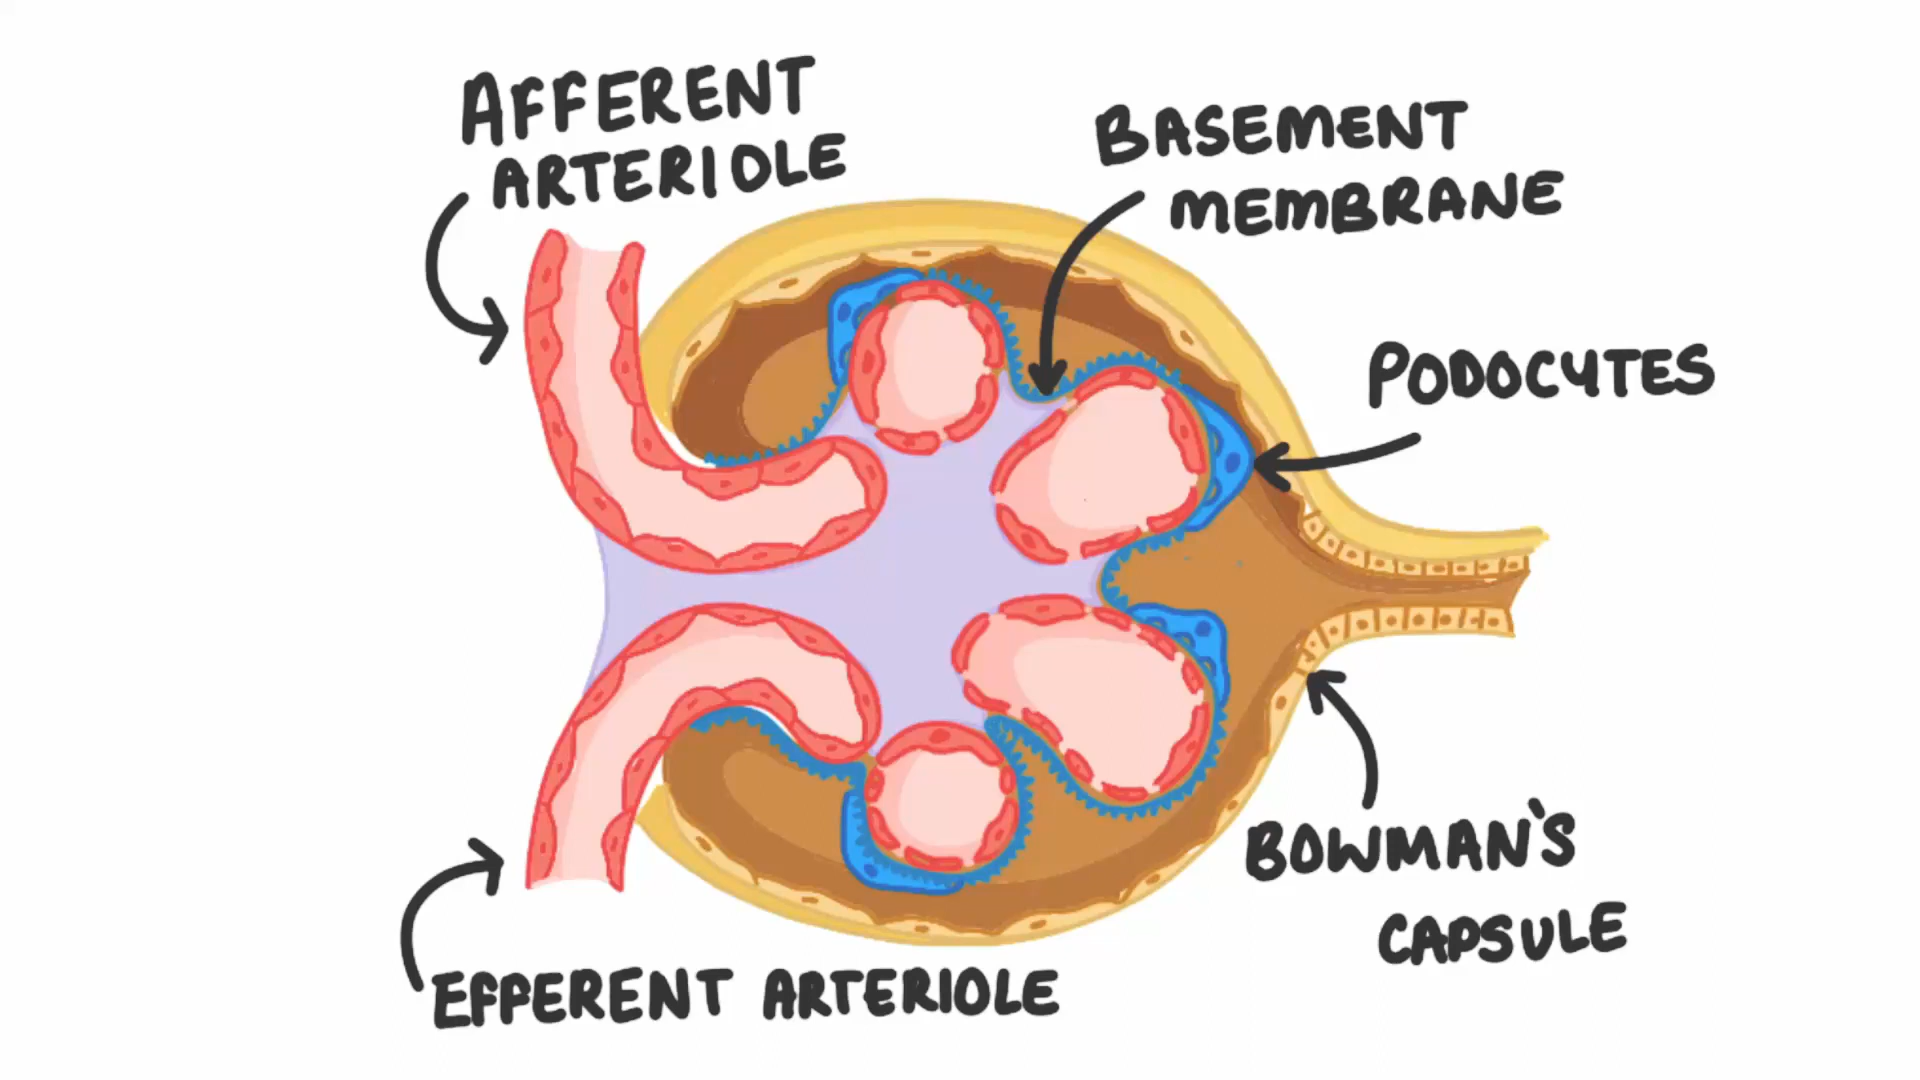 AFFERENT
ARTERIOLE
BASEMENT
MEMBRANE
PODOCYTES
BOWMAN'S
CAPSULE
EFFERENT ARTERIOLE